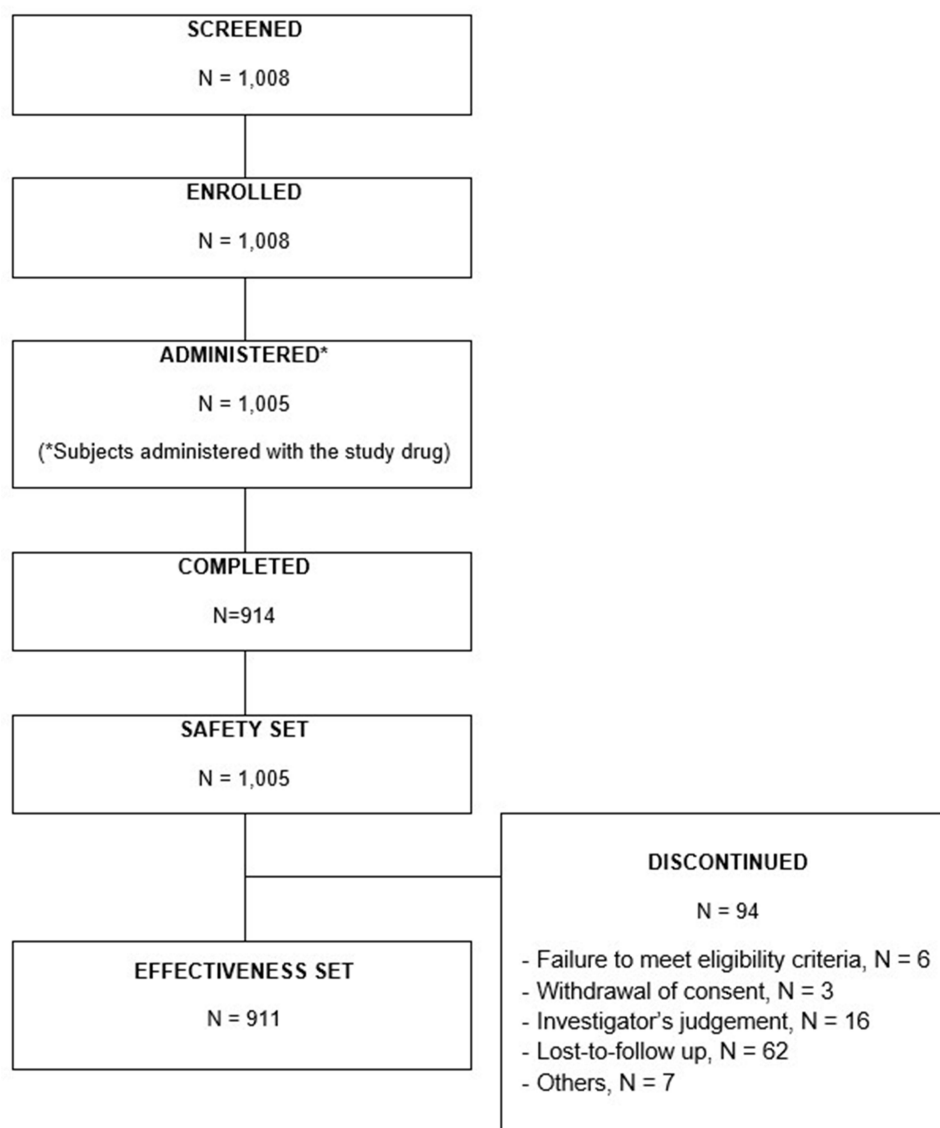 SCREENED
N = 1,008
ENROLLED
N = 1,008
ADMINISTERED*
N = 1,005
(*Subjects administered with the study drug)
COMPLETED
N=914
SAFETY SET
N = 1,005
DISCONTINUED
N = 94
- Failure to meet eligibility criteria, N = 6
- Withdrawal of consent, N = 3
- Investigator's judgement, N = 16
- Lost-to-follow up, N = 62
- Others, N = 7
EFFECTIVENESS SET
N = 911